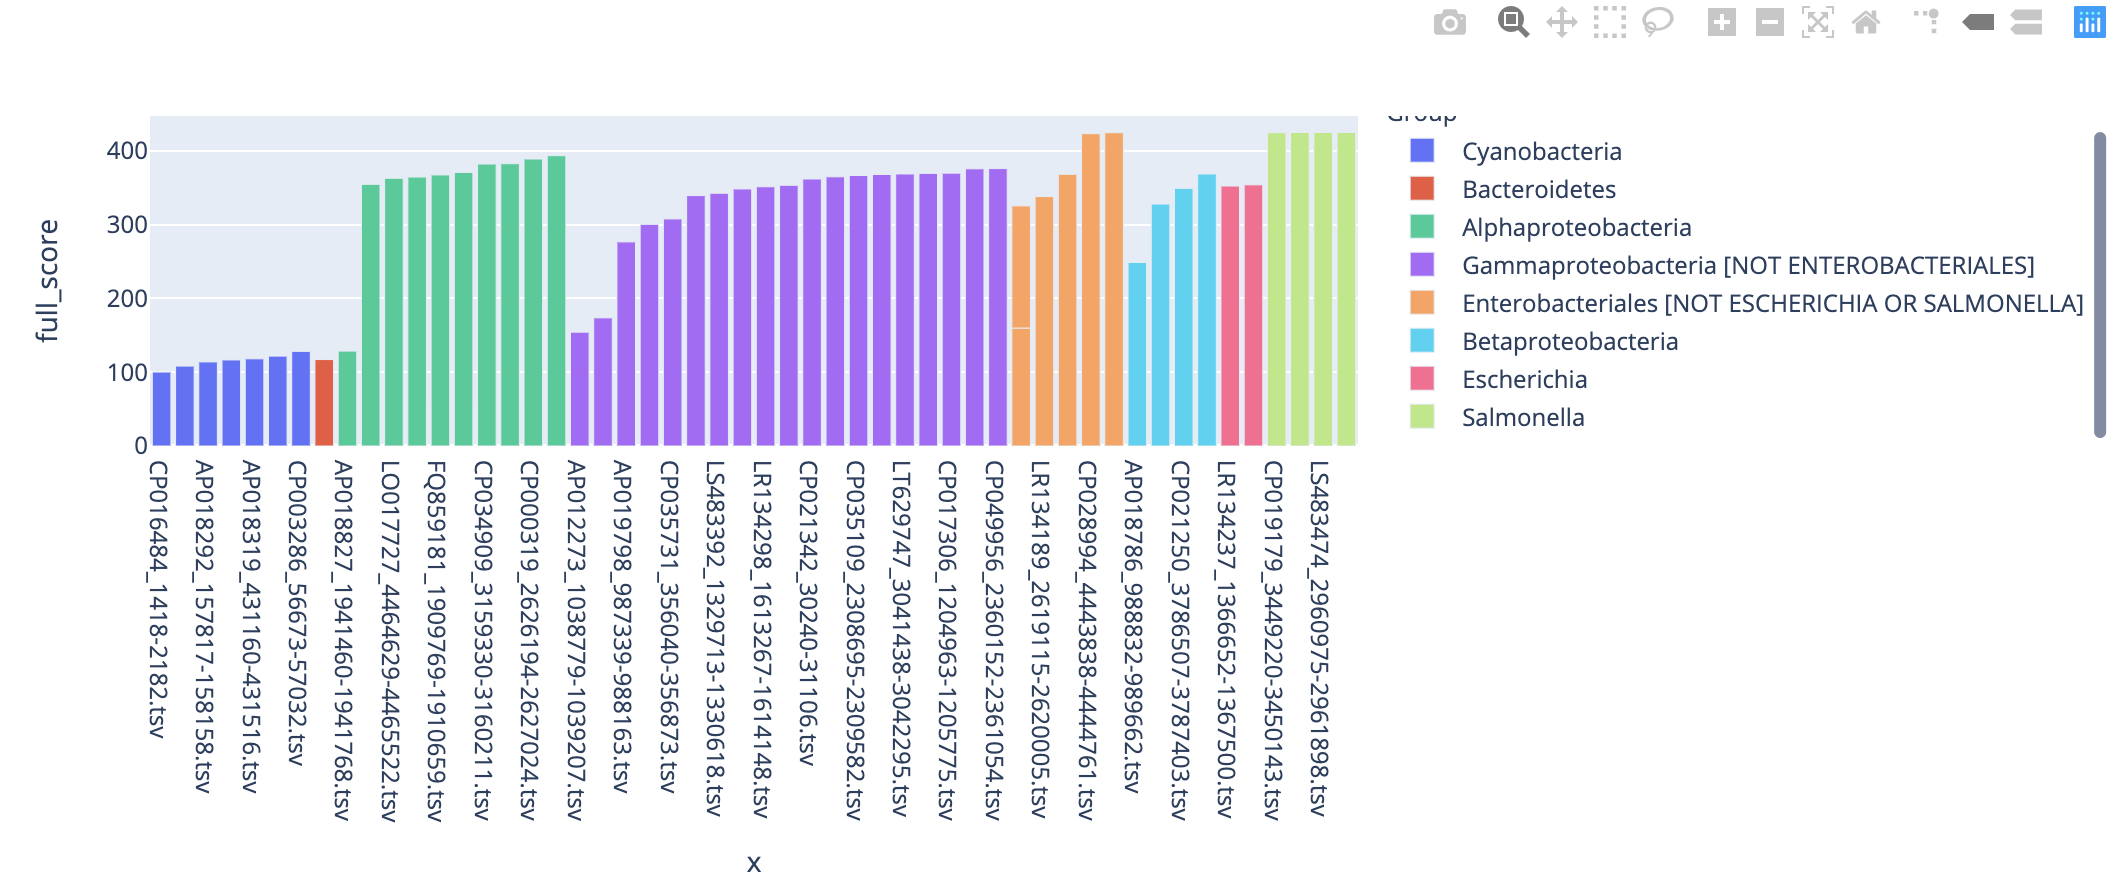 Group
400
300
200
100
0
full_score
Cyanobacteria
Bacteroidetes
Alphaproteobacteria
Gammaproteobacteria [NOT ENTEROBACTERIALES]
Enterobacteriales [NOT ESCHERICHIA OR SALMONELLA]
Betaproteobacteria
Escherichia
Salmonella
CP016484_1418-2182.tsv
AP018292_157817-158158.tsv
AP018319_431160-431516.tsv
CP003286_56673-57032.tsv
AP018827_1941460-1941768.tsv
LO017727_4464629-4465522.tsv
FQ859181_1909769-1910659.tsv
CP034909_3159330-3160211.tsv
CP000319_2626194-2627024.tsv
AP012273_1038779-1039207.tsv
AP019798_987339-988163.tsv
CP035731_356040-356873.tsv
LS483392_1329713-1330618.tsv
LR134298_1613267-1614148.tsv
CP021342_30240-31106.tsv
CP035109_2308695-2309582.tsv
LT629747_3041438-3042295.tsv
CP017306_1204963-1205775.tsv
CP049956_2360152-2361054.tsv
LR134189_2619115-2620005.tsv
CP028994_4443838-4444761.tsv
AP018786_988832-989662.tsv
CP021250_3786507-3787403.tsv
LR134237_1366652-1367500.tsv
CP019179_3449220-3450143.tsv
LS483474_2960975-2961898.tsv
x